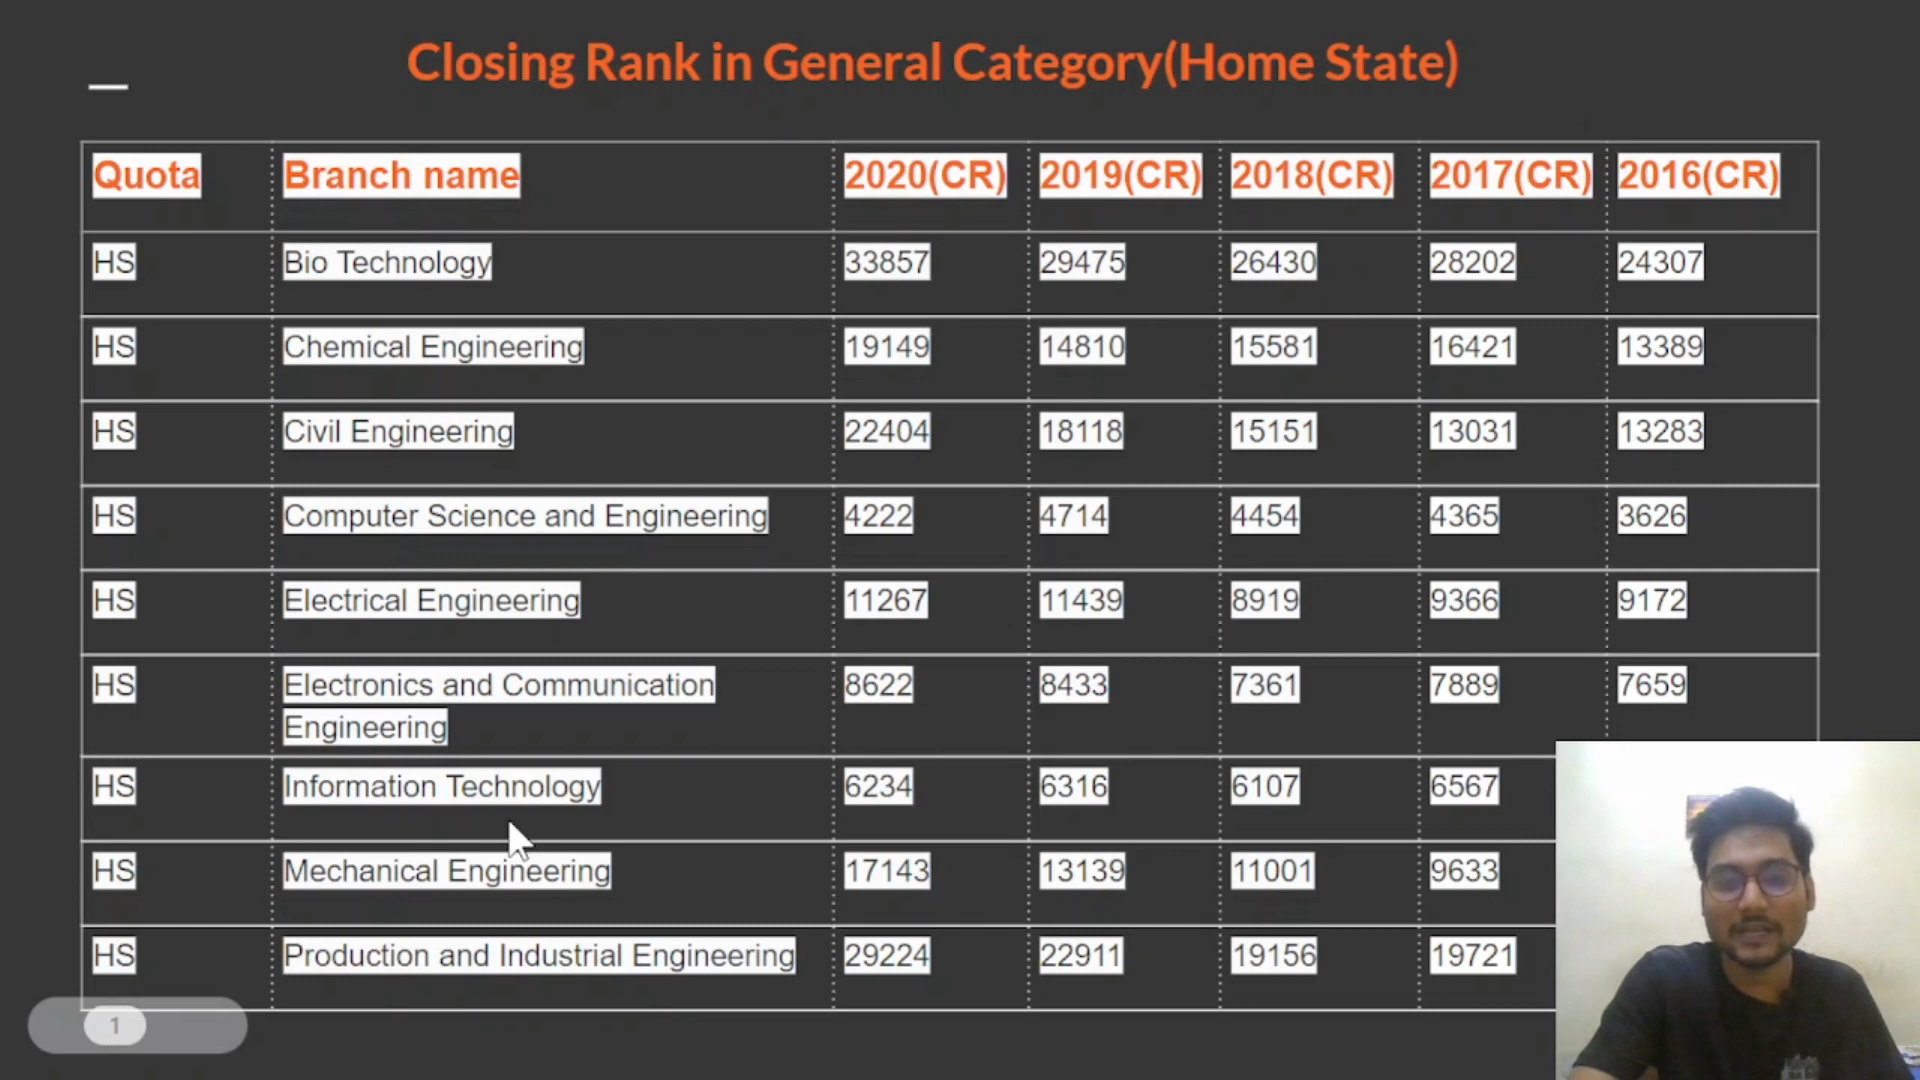 Closing Rank in General Category(Home State)
Quota Branch name 2020(CR) 2019(CR) 2018(CR) 2017(CR) 2016(CR)
HS Bio Technology 33857 29475 26430 28202 24307
HS Chemical Engineering 19149 14810 15581 16421 13389
HS Civil Engineering 22404 18118 15151 13031 13283
HS Computer Science and Engineering 4222 4714 4454 4365 3626
HS Electrical Engineering 11267 11439 8919 9366 9172
HS Electronics and Communication 8622 8433 7361 7889 7659
Engineering
HS Information Technology 6234 6316 6107 6567
HS Mechanical Engineering 17143 13139 11001 9633
HS Production and Industrial Engineering 29224 22911 19156 19721
1